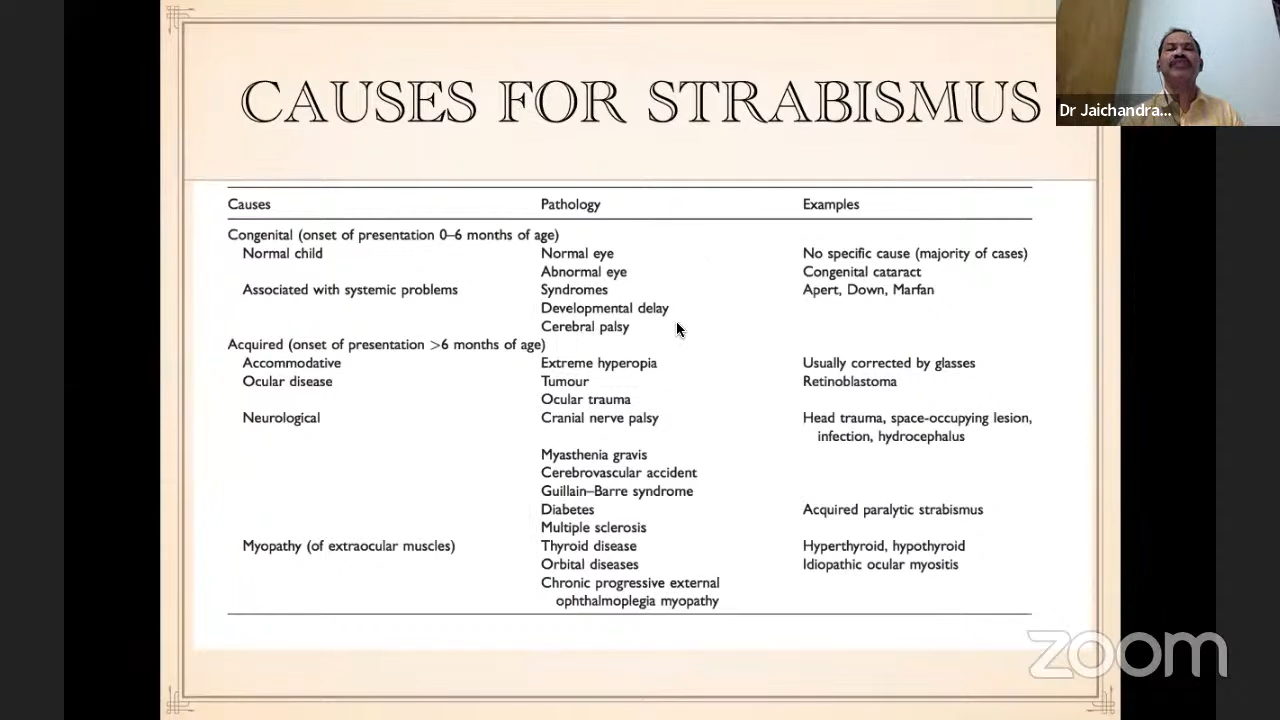 CAUSES FOR STRABISMUS
Dr Jaichandra...
Causes Pathology Examples
Congenital (onset of presentation 0–6 months of age)
Normal child Normal eye No specific cause (majority of cases)
Abnormal eye Congenital cataract
Associated with systemic problems Syndromes Apert, Down, Marfan
Developmental delay
Cerebral palsy
Acquired (onset of presentation >6 months of age)
Accommodative Extreme hyperopia Usually corrected by glasses
Ocular disease Tumour Retinoblastoma
Ocular trauma
Neurological Cranial nerve palsy Head trauma, space-occupying lesion,
infection, hydrocephalus
Myasthenia gravis
Cerebrovascular accident
Guillain–Barre syndrome
Diabetes Acquired paralytic strabismus
Multiple sclerosis
Myopathy (of extraocular muscles) Thyroid disease Hyperthyroid, hypothyroid
Orbital diseases Idiopathic ocular myositis
Chronic progressive external
ophthalmoplegia myopathy
zoom